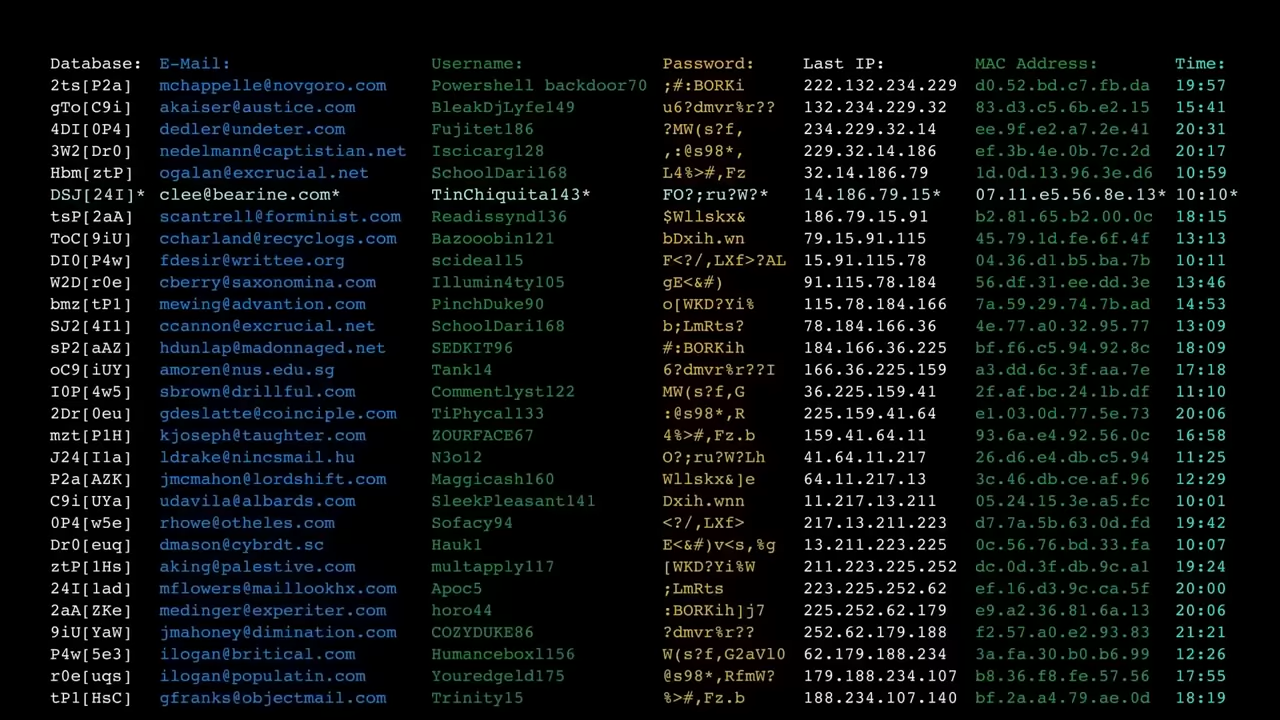 Database: E-Mail: Username: Password: Last IP: MAC Address: Time:
2ts[P2a] mchappelle@novgoro.com Powershell backdoor70 ;#:BORKi 222.132.234.229 d0.52.bd.c7.fb.da 19:57
gTo[C9i] akaiser@austice.com BleakDjLyfe149 u6?dmvr%r?? 132.234.229.32 83.d3.c5.6b.e2.15 15:41
4DI[0P4] dedler@undeter.com Fujitet186 ?MW(s?f, 234.229.32.14 ee.9f.e2.a7.2e.41 20:31
3W2[Dr0] nedelmann@captistian.net Iscicarg128 ,:@s98*, 229.32.14.186 ef.3b.4e.0b.7c.2d 20:17
Hbm[ztP] ogalan@excrucial.net SchoolDari168 L4%>#,Fz 32.14.186.79 1d.0d.13.96.3e.d6 10:59
DSJ[24I]* clee@bearine.com* TinChiquita143* FO?;ru?W?* 14.186.79.15* 07.11.e5.56.8e.13* 10:10*
tsP[2aA] scantrell@forminist.com Readissynd136 $Wllskx& 186.79.15.91 b2.81.65.b2.00.0c 18:15
ToC[9iU] ccharland@recyclogs.com Bazooobin121 bDxih.wn 79.15.91.115 45.79.1d.fe.6f.4f 13:13
DI0[P4w] fdesir@writtee.org scidea115 F<?/,LXf>?AL 15.91.115.78 04.36.d1.b5.ba.7b 10:11
W2D[r0e] cberry@saxonomina.com Illumin4ty105 gE<&#) 91.115.78.184 56.df.31.ee.dd.3e 13:46
bmz[tP1] mewing@advantion.com PinchDuke90 o[WKD?Yi% 115.78.184.166 7a.59.29.74.7b.ad 14:53
SJ2[4I1] ccannon@excrucial.net SchoolDari168 b;LmRts? 78.184.166.36 4e.77.a0.32.95.77 13:09
sP2[aAZ] hdunlap@madonnaged.net SEDKIT96 #:BORKih 184.166.36.225 bf.f6.c5.94.92.8c 18:09
oC9[iUY] amoren@nus.edu.sg Tank14 6?dmvr%r??I 166.36.225.159 a3.dd.6c.3f.aa.7e 17:18
I0P[4w5] sbrown@drillful.com Commentlyst122 MW(s?f,G 36.225.159.41 2f.af.bc.24.1b.df 11:10
2Dr[0eu] gdeslatte@coinciple.com TiPhycal133 :@s98*,R 225.159.41.64 e1.03.0d.77.5e.73 20:06
mzt[P1H] kjoseph@taughter.com ZOURFACE67 4%>#,Fz.b 159.41.64.11 93.6a.e4.92.56.0c 16:58
J24[I1a] ldrake@nincsmail.hu N3o12 O?;ru?W?Lh 41.64.11.217 26.d6.e4.db.c5.94 11:25
P2a[AZK] jmcmahon@lordshift.com Maggicash160 Wllskx&]e 64.11.217.13 3c.46.db.ce.af.96 12:29
C9i[UYa] udavila@albards.com SleekPleasant141 Dxih.wnn 11.217.13.211 05.24.15.3e.a5.fc 10:01
0P4[w5e] rhowe@otheles.com Sofacy94 <?/,LXf> 217.13.211.223 d7.7a.5b.63.0d.fd 19:42
Dr0[euq] dmason@cybrdt.sc Hauk1 E<&#)v<s,%g 13.211.223.225 0c.56.76.bd.33.fa 10:07
ztP[1Hs] aking@palestive.com multapply117 [WKD?Yi%W 211.223.225.252 dc.0d.3f.db.9c.a1 19:24
24I[1ad] mflowers@maillookhx.com Apoc5 ;LmRts 223.225.252.62 ef.16.d3.9c.ca.5f 20:00
2aA[ZKe] medinger@experiter.com horo44 :BORKih]j7 225.252.62.179 e9.a2.36.81.6a.13 20:06
9iU[YaW] jmahoney@dimination.com COZYDUKE86 ?dmvr%r?? 252.62.179.188 f2.57.a0.e2.93.83 21:21
P4w[5e3] ilogan@britical.com Humanceboxl156 W(s?f,G2aVl0 62.179.188.234 3a.fa.30.b0.b6.99 12:26
r0e[uqs] ilogan@populatin.com Youredgeld175 @s98*,RfmW? 179.188.234.107 b8.36.f8.fe.57.56 17:55
tP1[HsC] gfranks@objectmail.com Trinity15 %>#,Fz.b 188.234.107.140 bf.2a.a4.79.ae.0d 18:19